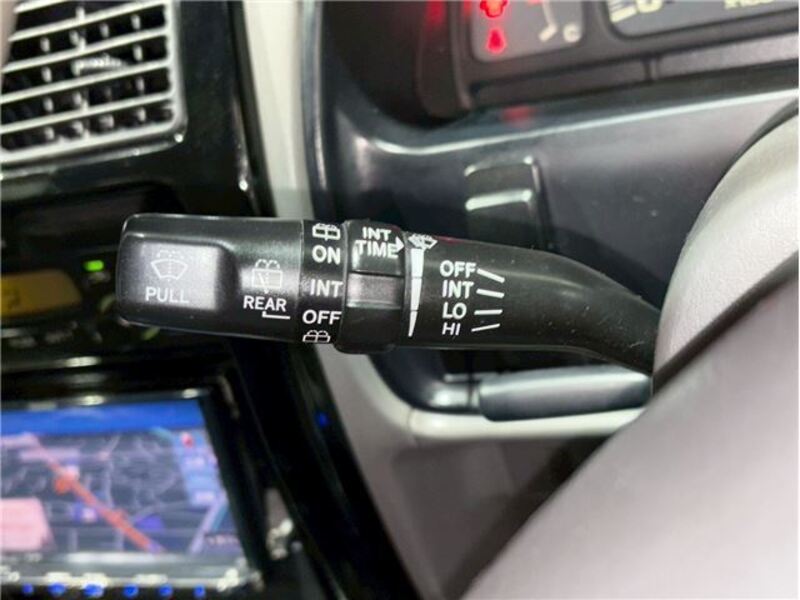 PULL
REAR
ON
INT
OFF
INT
TIME
OFF
INT
LO
HI